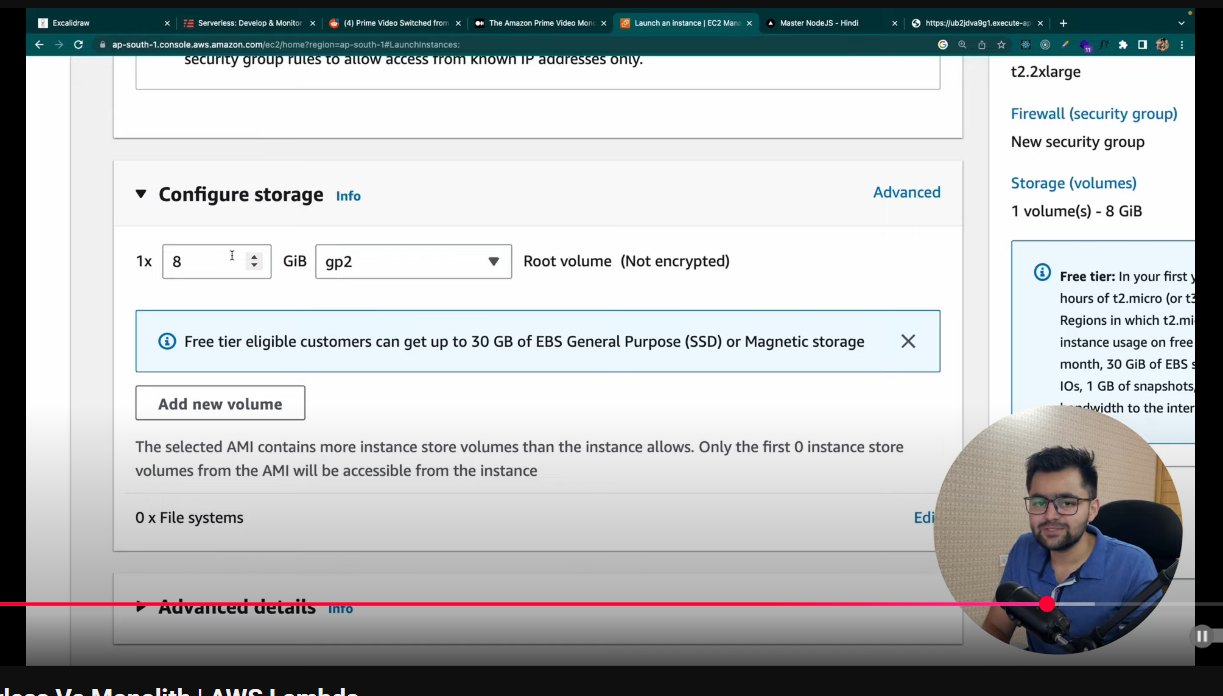 Excalidraw
Serverless: Develop & Monitor
(4) Prime Video Switched from
The Amazon Prime Video Mon
Launch an instance | EC2 Man
Master NodeJS - Hindi
https://ub2jdva9g1.execute-ap
ap-south-1.console.aws.amazon.com/ec2/home?region=ap-south-1#LaunchInstances:
11
security group rules to allow access from known IP addresses only.
Configure storage Info
Advanced
1x 8 GiB gp2 Root volume (Not encrypted)
Free tier eligible customers can get up to 30 GB of EBS General Purpose (SSD) or Magnetic storage
Add new volume
The selected AMI contains more instance store volumes than the instance allows. Only the first 0 instance store
volumes from the AMI will be accessible from the instance
0 x File systems
Edi
Advanced details Info
t2.2xlarge
Firewall (security group)
New security group
Storage (volumes)
1 volume(s) - 8 GiB
Free tier: In your first y
hours of t2.micro (or t3
Regions in which t2.mi
instance usage on free
month, 30 GiB of EBS s
IOs, 1 GB of snapshots,
bandwidth to the inter
rless Vs Monolith | AWS Lambda